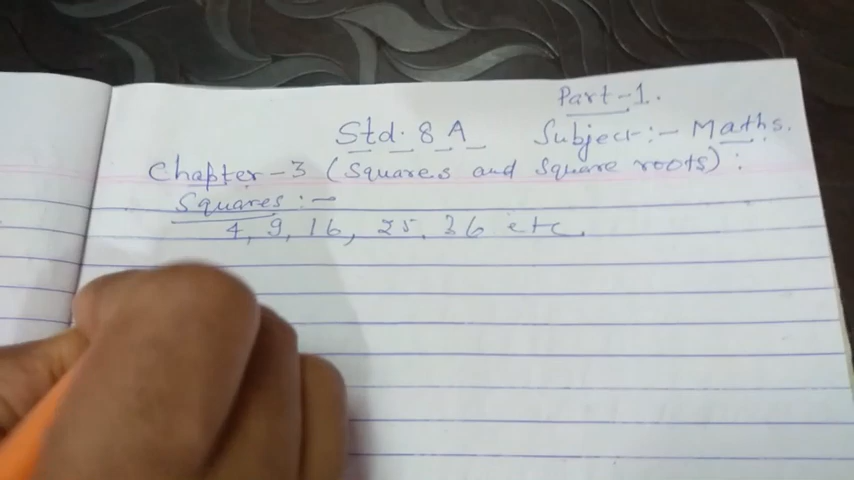 Part-1.
Std. 8 A Subject:- Maths.
Chapter-3 (Squares and Square roots):
Squares :-
4, 9, 16, 25, 36 etc.